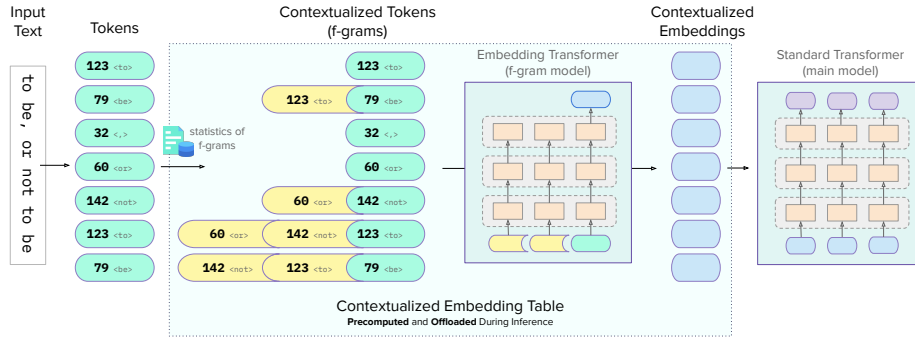 Input
Text
Tokens
Contextualized Tokens
(f-grams)
Contextualized
Embeddings
Embedding Transformer
(f-gram model)
Standard Transformer
(main model)
to be, or not to be
123 <to>
79 <be>
32 <,>
60 <or>
142 <not>
123 <to>
79 <be>
statistics of
f-grams
123 <to>
123 <to> 79 <be>
32 <,>
60 <or>
60 <or> 142 <not>
60 <or> 142 <not> 123 <to>
142 <not> 123 <to> 79 <be>
Contextualized Embedding Table
Precomputed and Offloaded During Inference